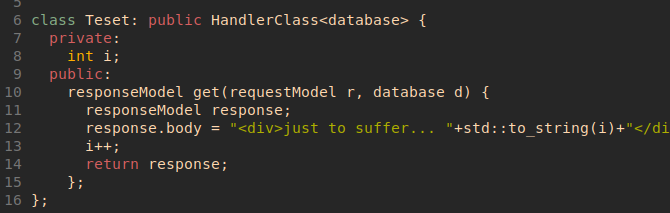 5
6 class Teset: public HandlerClass<database> {
7 private:
8 int i;
9 public:
10 responseModel get(requestModel r, database d) {
11 responseModel response;
12 response.body = "<div>just to suffer... "+std::to_string(i)+"</di
13 i++;
14 return response;
15 };
16 };